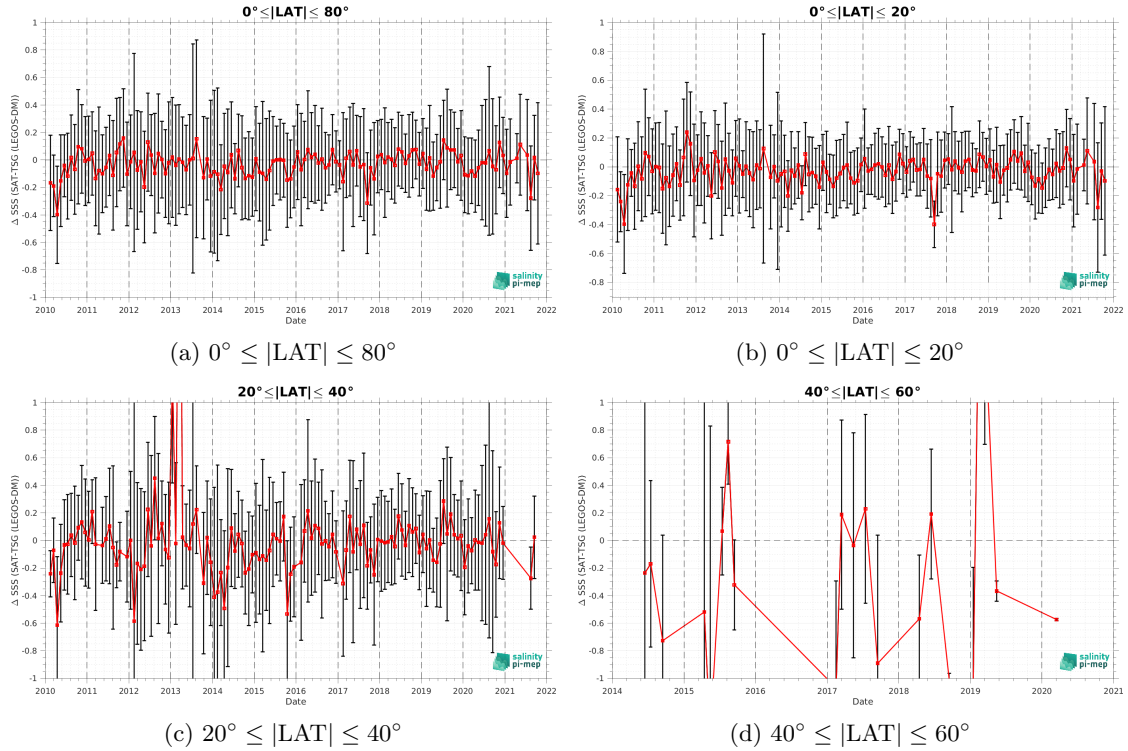 0°≤|LAT|≤ 80°
Δ SSS (SAT-TSG (LEGOS-DM))
1
0.8
0.6
0.4
0.2
0
-0.2
-0.4
-0.6
-0.8
-1
2010 2011 2012 2013 2014 2015 2016 2017 2018 2019 2020 2021 2022
Date
salinity
pi-mep
(a) 0° ≤ |LAT| ≤ 80°
0°≤|LAT|≤ 20°
Δ SSS (SAT-TSG (LEGOS-DM))
1
0.8
0.6
0.4
0.2
0
-0.2
-0.4
-0.6
-0.8
2010 2011 2012 2013 2014 2015 2016 2017 2018 2019 2020 2021 2022
Date
salinity
pi-mep
(b) 0° ≤ |LAT| ≤ 20°
20°≤|LAT|≤ 40°
Δ SSS (SAT-TSG (LEGOS-DM))
1
0.8
0.6
0.4
0.2
0
-0.2
-0.4
-0.6
-0.8
-1
2010 2011 2012 2013 2014 2015 2016 2017 2018 2019 2020 2021 2022
Date
salinity
pi-mep
(c) 20° ≤ |LAT| ≤ 40°
40°≤|LAT|≤ 60°
Δ SSS (SAT-TSG (LEGOS-DM))
1
0.8
0.6
0.4
0.2
0
-0.2
-0.4
-0.6
-0.8
-1
2014 2015 2016 2017 2018 2019 2020 2021
Date
salinity
pi-mep
(d) 40° ≤ |LAT| ≤ 60°